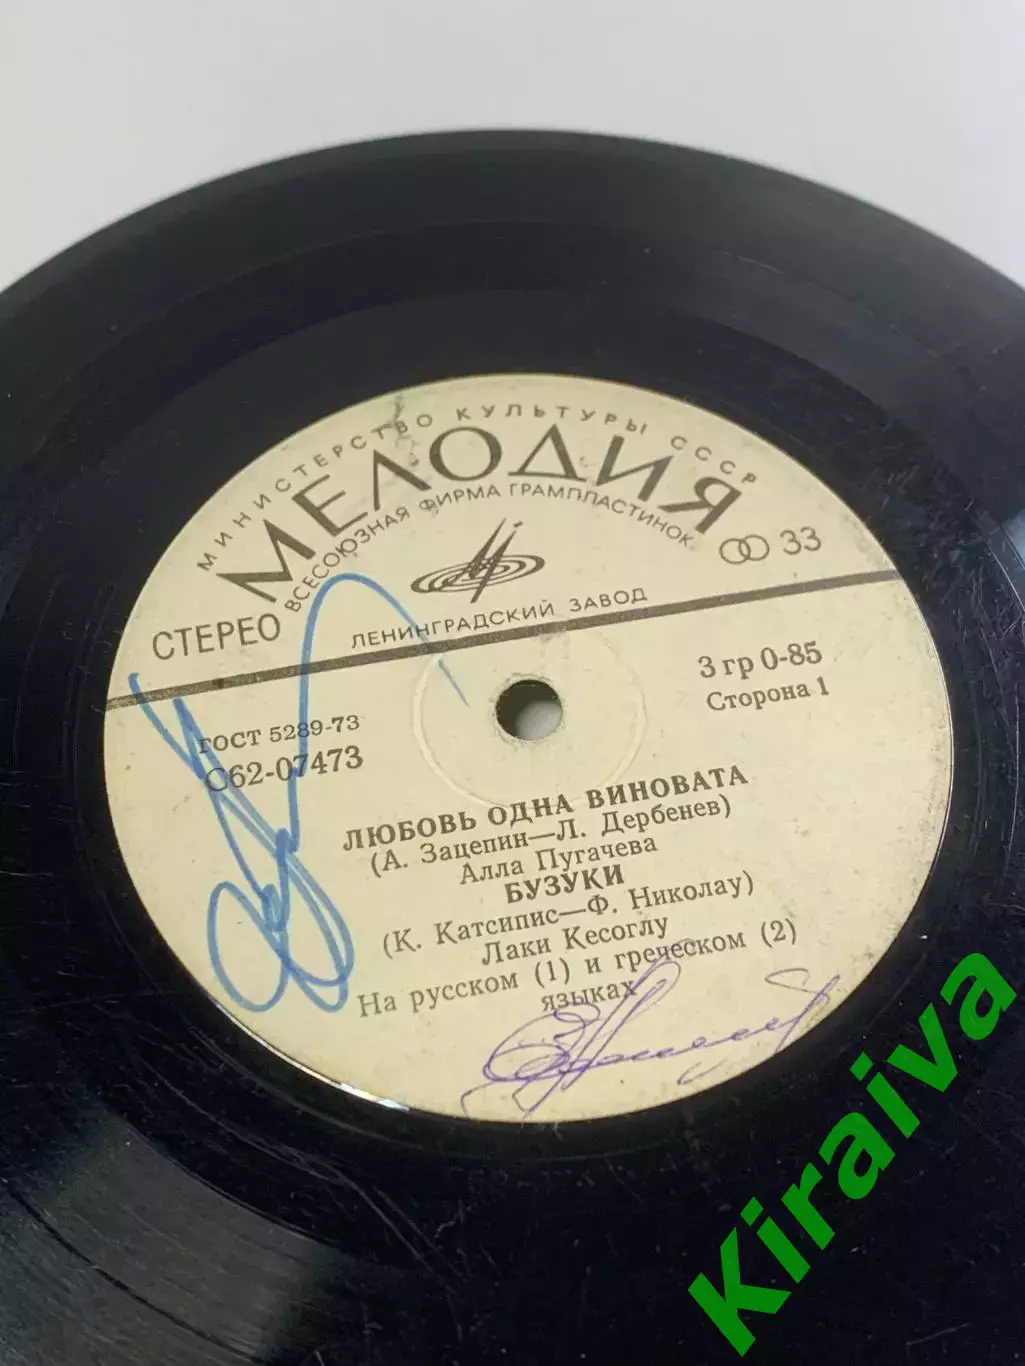 МИНИСТЕРСТВО КУЛЬТУРЫ СССР
МЕЛОДИЯ
ВСЕСОЮЗНАЯ ФИРМА ГРАМПЛАСТИНОК
33
СТЕРЕО
ЛЕНИНГРАДСКИЙ ЗАВОД
3 гр 0-85
Сторона 1
ГОСТ 5289-73
С62-07473
ЛЮБОВЬ ОДНА ВИНОВАТА
(А. Зацепин—Л. Дербенев)
Алла Пугачева
БУЗУКИ
(К. Катсипис—Ф. Николау)
Лаки Кесоглу
На русском (1) и греческом (2)
языках
Kiraiva